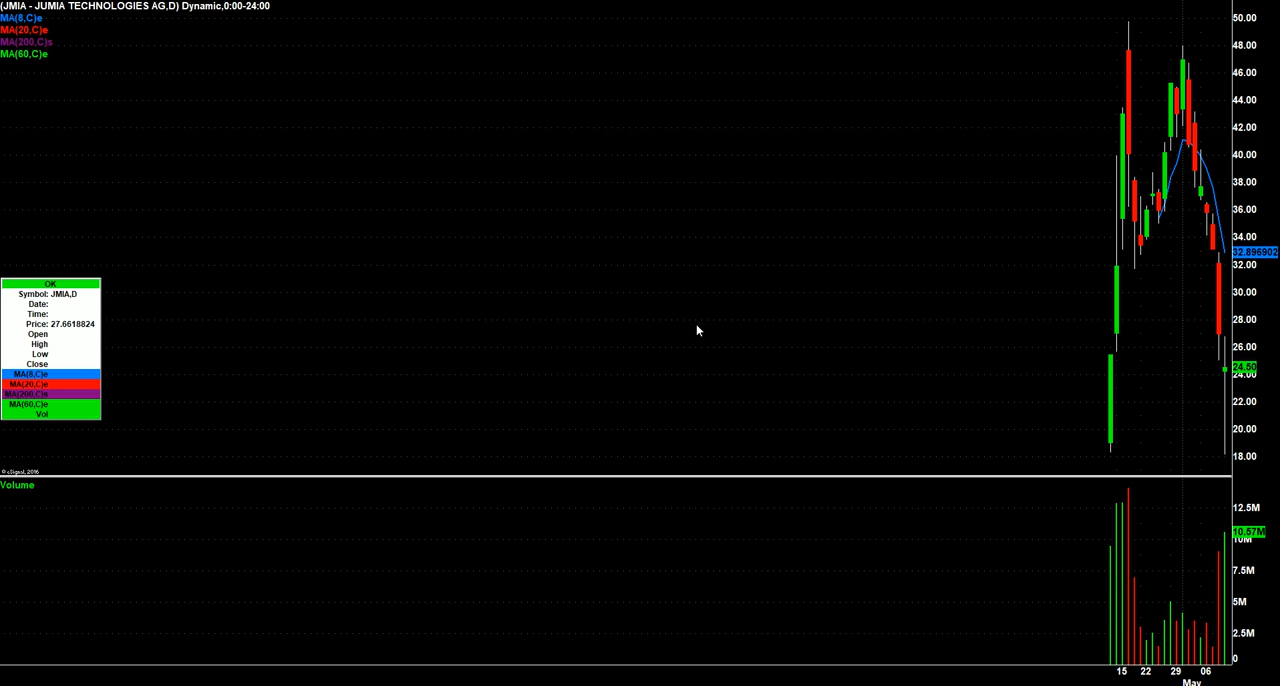 (JMIA - JUMIA TECHNOLOGIES AG,D) Dynamic,0:00-24:00
MA(8,C)e
MA(20,C)e
MA(200,C)s
MA(60,C)e
50.00
48.00
46.00
44.00
42.00
40.00
38.00
36.00
34.00
32.896902
32.00
30.00
28.00
26.00
24.50
24.00
22.00
20.00
18.00
OK
Symbol: JMIA,D
Date:
Time:
Price: 27.6618824
Open
High
Low
Close
MA(8,C)e
MA(20,C)e
MA(200,C)s
MA(60,C)e
Vol
© eSignal, 2016
Volume
12.5M
10.57M
10M
7.5M
5M
2.5M
0
15 22 29 06
May